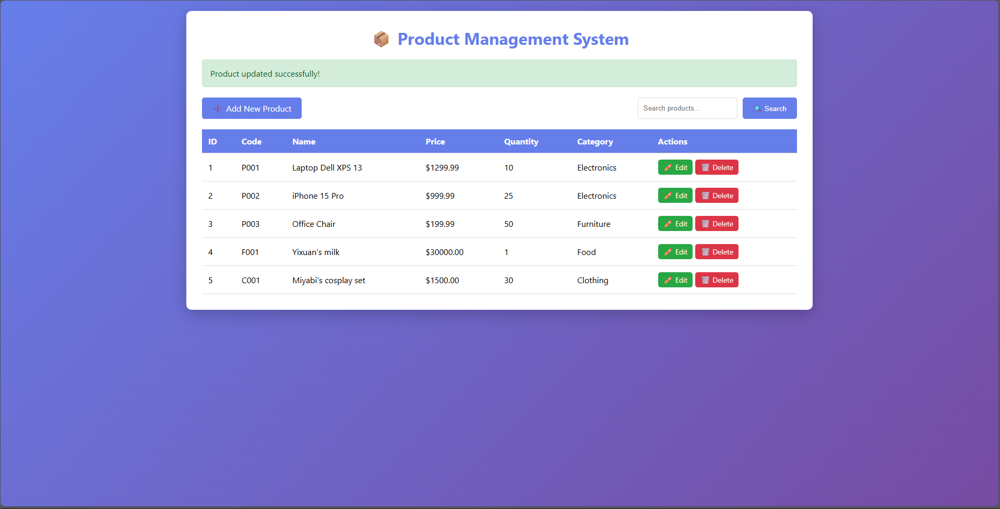 Product Management System
Product updated successfully!
Add New Product
Search products...
Search
ID Code Name Price Quantity Category Actions
1 P001 Laptop Dell XPS 13 $1299.99 10 Electronics Edit Delete
2 P002 iPhone 15 Pro $999.99 25 Electronics Edit Delete
3 P003 Office Chair $199.99 50 Furniture Edit Delete
4 F001 Yixuan's milk $30000.00 1 Food Edit Delete
5 C001 Miyabi's cosplay set $1500.00 30 Clothing Edit Delete